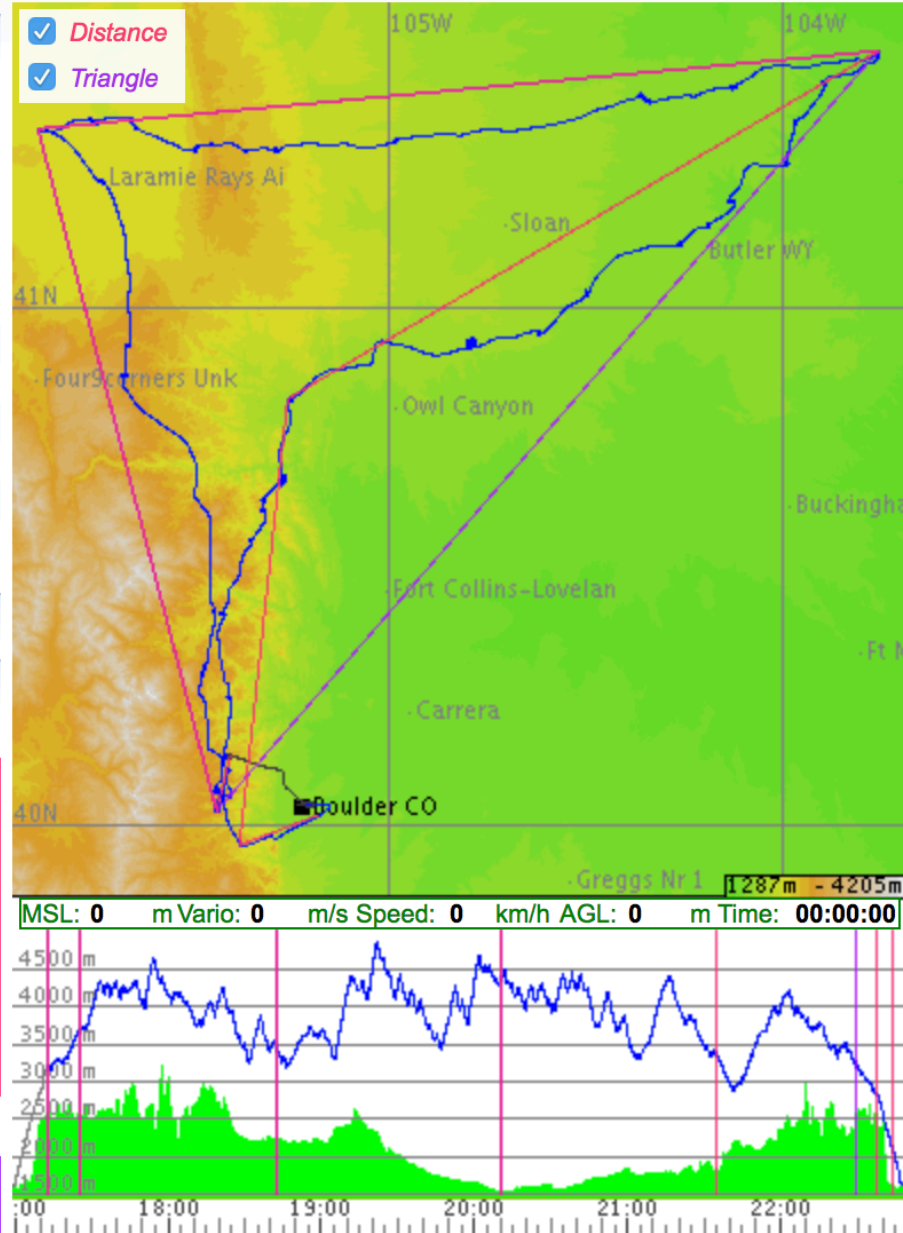 Distance
Triangle
105W
104W
Laramie Rays Ai
Sloan
Butler WY
41N
Four9corners Unk
Owl Canyon
Buckingha
Fort Collins-Lovelan
Ft
Carrera
40N
Boulder CO
Greggs Nr 1
1287m - 4205m
MSL: 0 m Vario: 0 m/s Speed: 0 km/h AGL: 0 m Time: 00:00:00
4500 m
4000 m
3500 m
3000 m
2500 m
2000 m
1500 m
:00 18:00 19:00 20:00 21:00 22:00